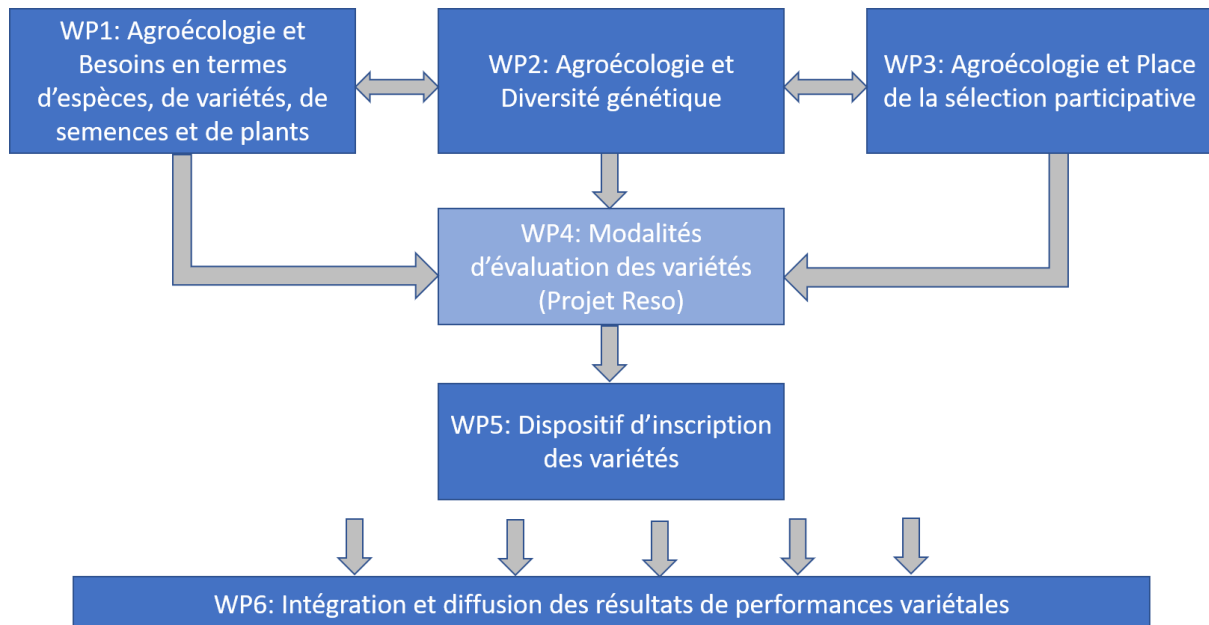 WP1: Agroécologie et
Besoins en termes
d’espèces, de variétés, de
semences et de plants
WP2: Agroécologie et
Diversité génétique
WP3: Agroécologie et Place
de la sélection participative
WP4: Modalités
d’évaluation des variétés
(Projet Reso)
WP5: Dispositif d’inscription
des variétés
WP6: Intégration et diffusion des résultats de performances variétales